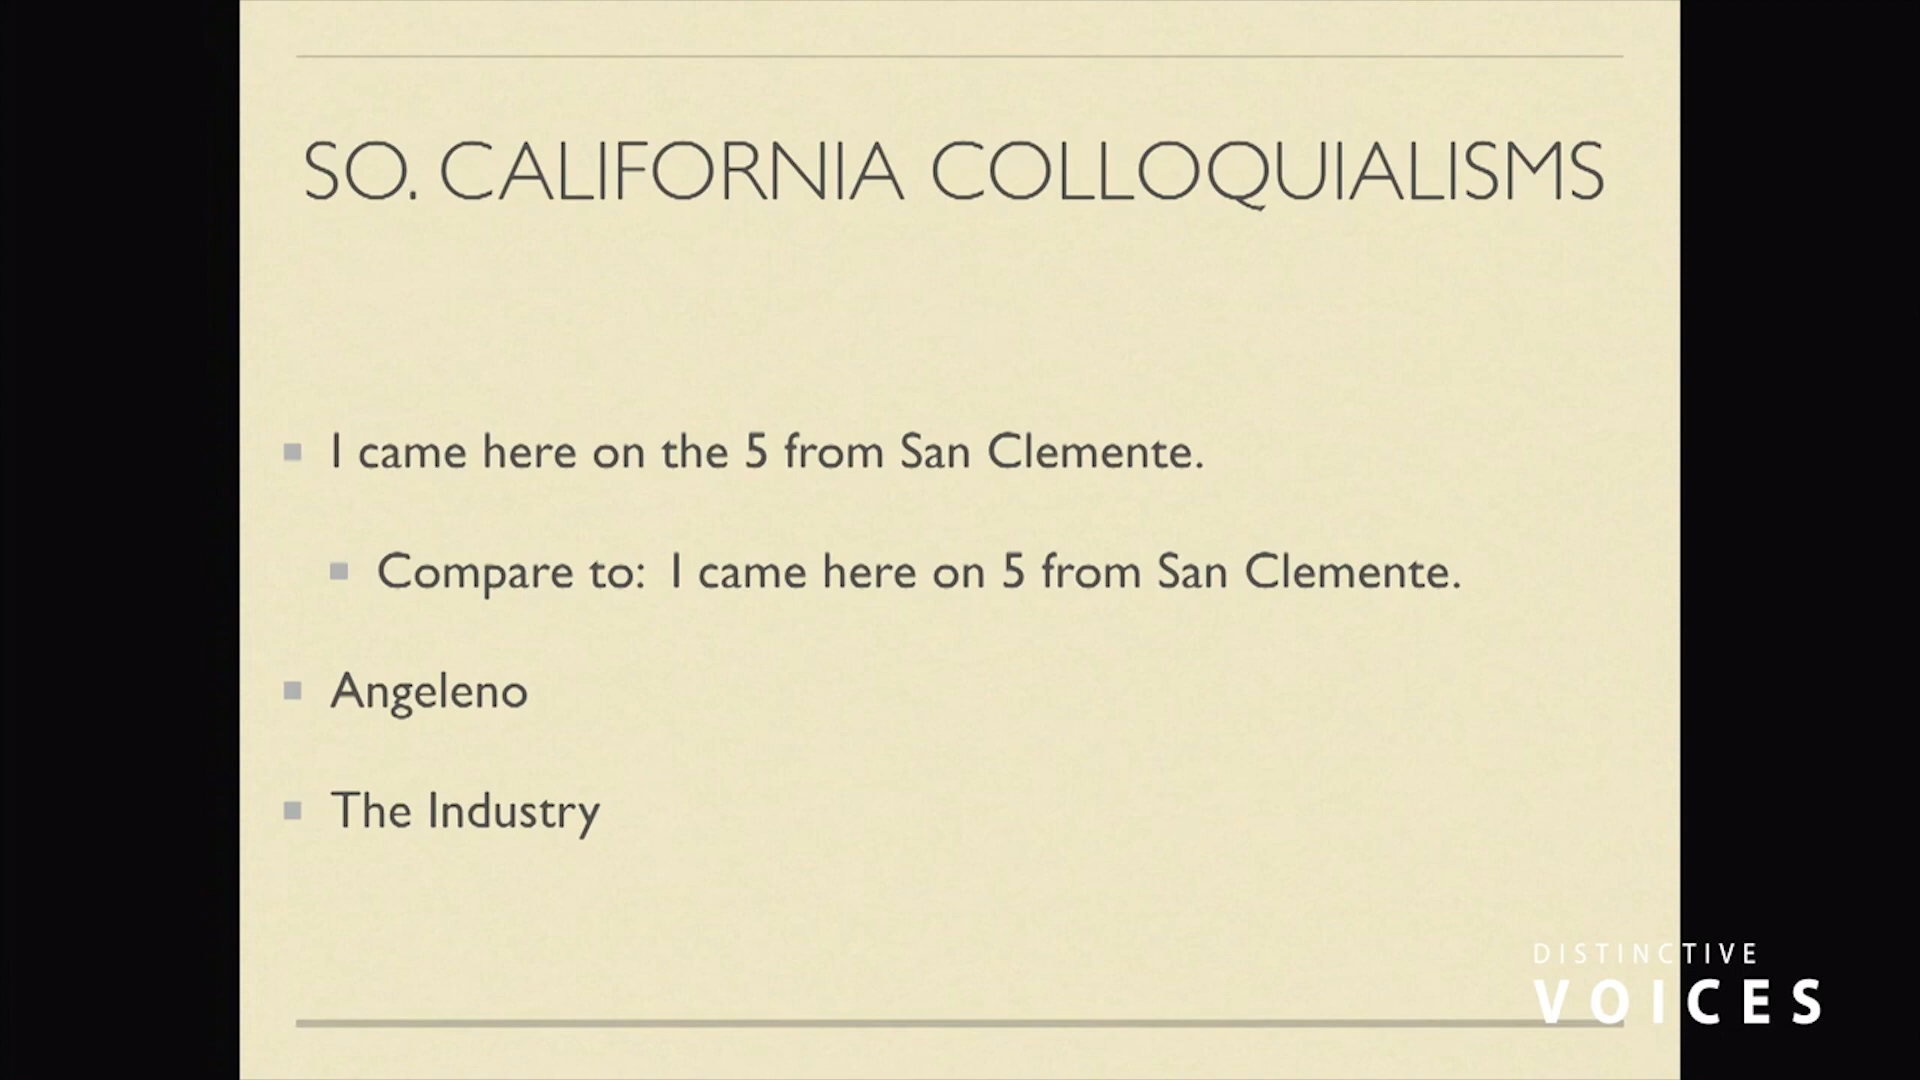 SO. CALIFORNIA COLLOQUIALISMS
I came here on the 5 from San Clemente.
Compare to: I came here on 5 from San Clemente.
Angeleno
The Industry
DISTINCTIVE
VOICES